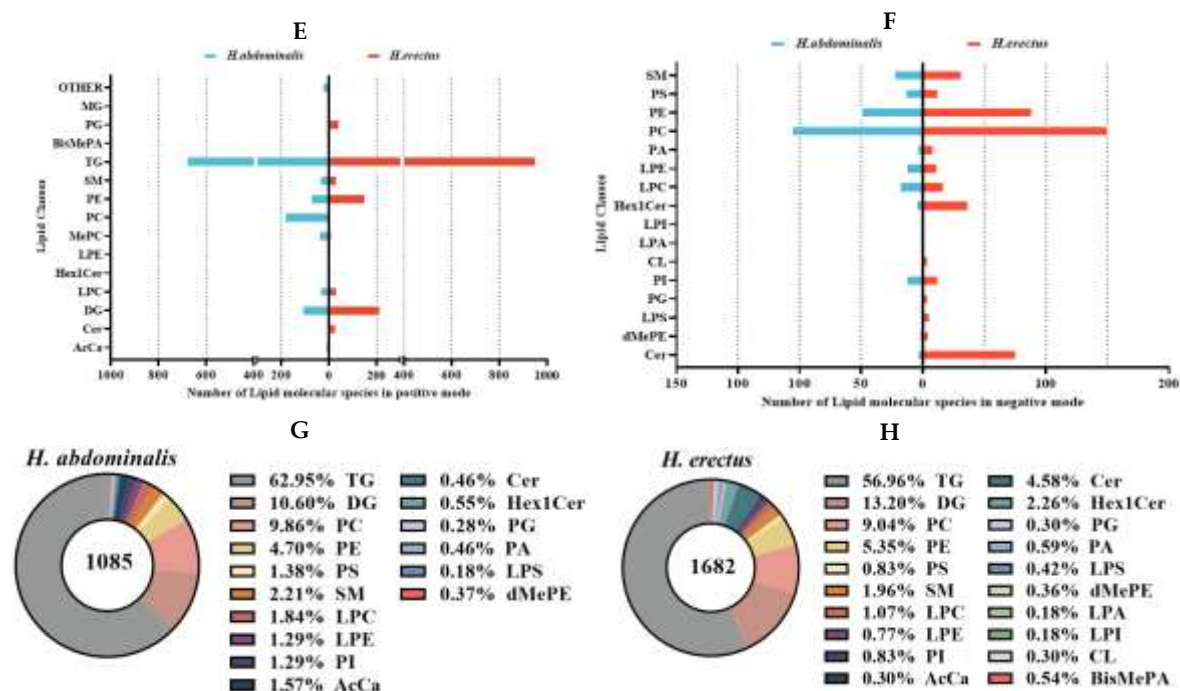 E
H.abdominalis H.erectus
OTHER
MG
PG
BisMePA
TG
SM
PE
PC
MePC
LPE
Hex1Cer
LPC
DG
Cer
AcCa
Lipid Classes
1000 800 600 400 200 0 200 400 600 800 1000
Number of Lipid molecular species in positive mode
F
H.abdominalis H.erectus
SM
PS
PE
PC
PA
LPE
LPC
Hex1Cer
LPI
LPA
CL
PI
PG
LPS
dMePE
Cer
Lipid Classes
150 100 100 50 0 100 200
Number of Lipid molecular species in negative mode
G
H. abdominalis
1085
62.95% TG
10.60% DG
9.86% PC
4.70% PE
1.38% PS
2.21% SM
1.84% LPC
1.29% LPE
1.29% PI
1.57% AcCa
0.46% Cer
0.55% Hex1Cer
0.28% PG
0.46% PA
0.18% LPS
0.37% dMePE
H
H. erectus
1682
56.96% TG
13.20% DG
9.04% PC
5.35% PE
0.83% PS
1.96% SM
1.07% LPC
0.77% LPE
0.83% PI
0.30% AcCa
4.58% Cer
2.26% Hex1Cer
0.30% PG
0.59% PA
0.42% LPS
0.36% dMePE
0.18% LPA
0.18% LPI
0.30% CL
0.54% BisMePA